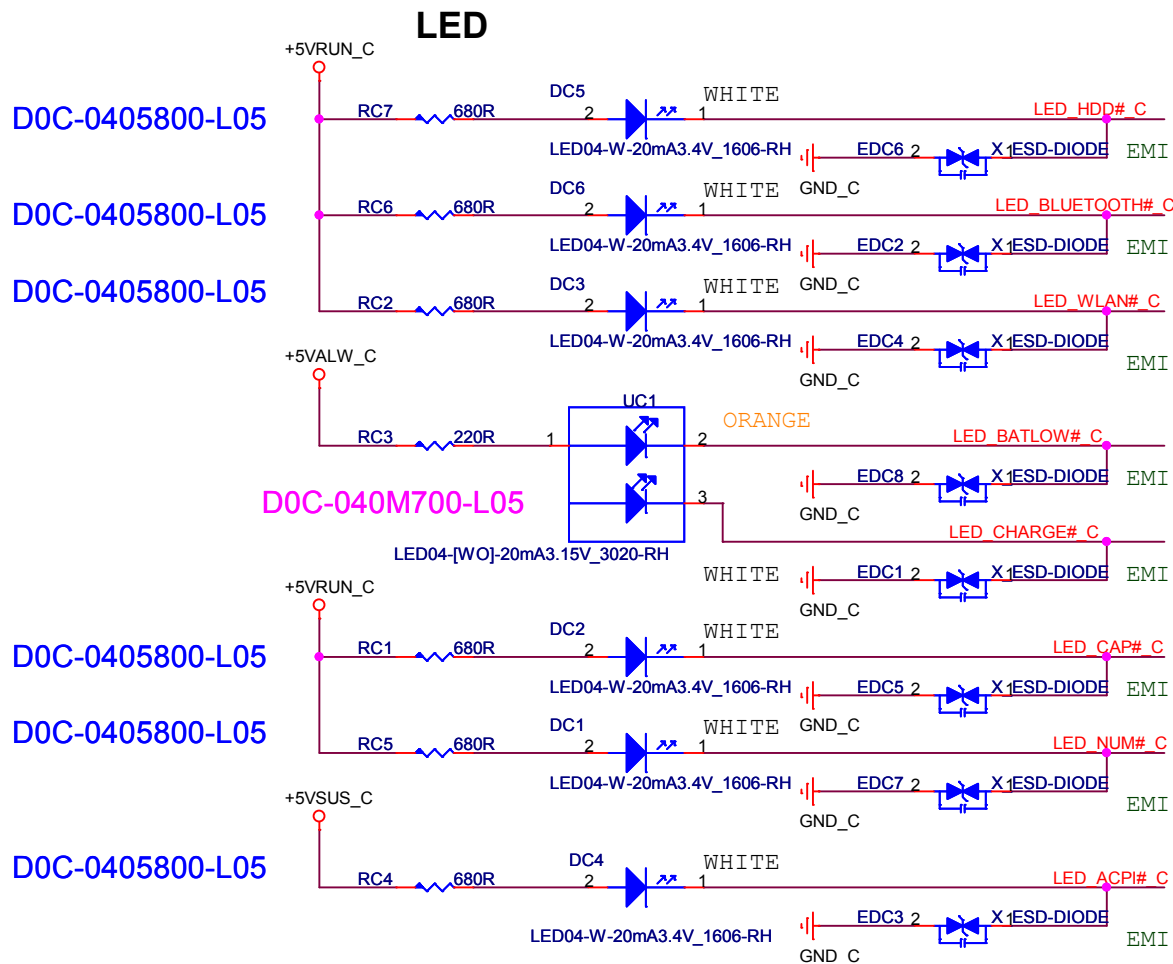 LED
+5VRUN_C
D0C-0405800-L05
RC7 680R
DC5
2 1
WHITE
LED04-W-20mA3.4V_1606-RH
LED_HDD#_C
EDC6 2 X_ESD-DIODE 1
EMI
GND_C
D0C-0405800-L05
RC6 680R
DC6
2 1
WHITE
LED04-W-20mA3.4V_1606-RH
LED_BLUETOOTH#_C
EDC2 2 X_ESD-DIODE 1
EMI
GND_C
D0C-0405800-L05
RC2 680R
DC3
2 1
WHITE
LED04-W-20mA3.4V_1606-RH
LED_WLAN#_C
EDC4 2 X_ESD-DIODE 1
EMI
GND_C
+5VALW_C
RC3 220R
UC1
1 2
ORANGE
LED_BATLOW#_C
EDC8 2 X_ESD-DIODE 1
EMI
GND_C
D0C-040M700-L05
3
LED04-[WO]-20mA3.15V_3020-RH
LED_CHARGE#_C
WHITE
EDC1 2 X_ESD-DIODE 1
EMI
GND_C
+5VRUN_C
D0C-0405800-L05
RC1 680R
DC2
2 1
WHITE
LED04-W-20mA3.4V_1606-RH
LED_CAP#_C
EDC5 2 X_ESD-DIODE 1
EMI
GND_C
D0C-0405800-L05
RC5 680R
DC1
2 1
WHITE
LED04-W-20mA3.4V_1606-RH
LED_NUM#_C
EDC7 2 X_ESD-DIODE 1
EMI
GND_C
+5VSUS_C
D0C-0405800-L05
RC4 680R
DC4
2 1
WHITE
LED04-W-20mA3.4V_1606-RH
LED_ACPI#_C
EDC3 2 X_ESD-DIODE 1
EMI
GND_C